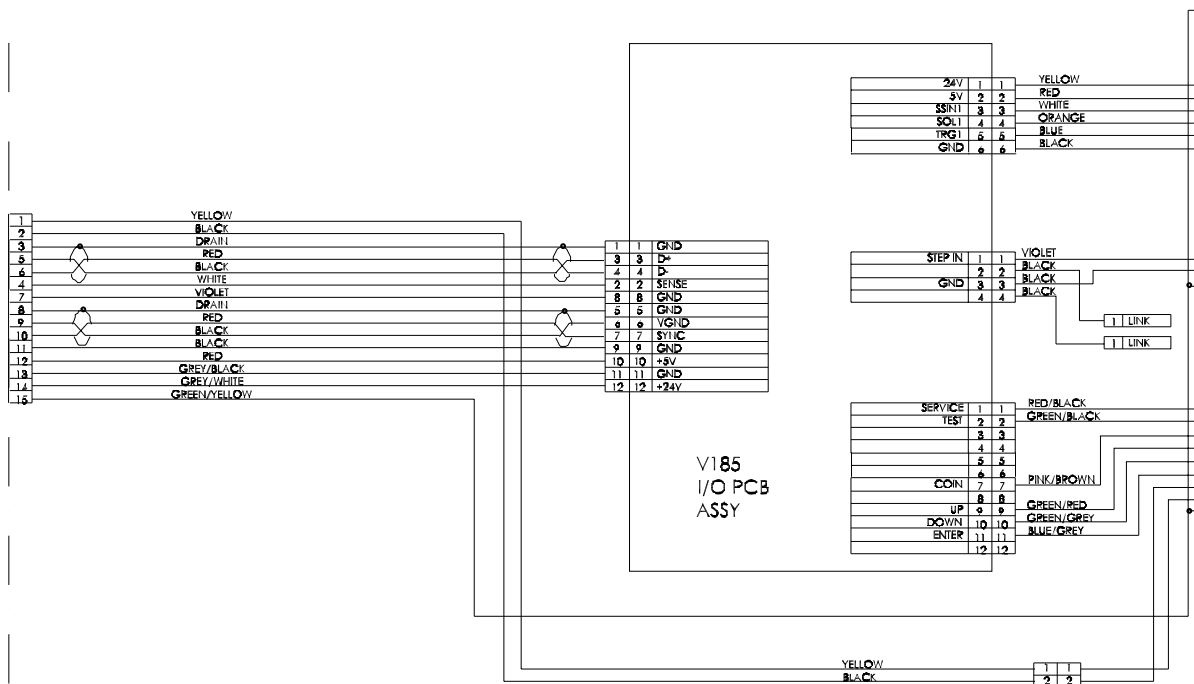 24V 1 1 YELLOW
5V 2 2 RED
SSIN1 3 3 WHITE
SOL1 4 4 ORANGE
TRG1 5 5 BLUE
GND 6 6 BLACK
1 YELLOW
2 BLACK
3 DRAIN 1 1 GND
5 RED 3 3 D+
6 BLACK 4 4 D-
4 WHITE 2 2 SENSE
7 VIOLET 8 8 GND
8 DRAIN 5 5 GND
9 RED 6 6 VGND
10 BLACK 7 7 SYNC
11 BLACK 9 9 GND
12 RED 10 10 +5V
13 GREY/BLACK 11 11 GND
14 GREY/WHITE 12 12 +24V
15 GREEN/YELLOW
STEP IN 1 1 VIOLET
2 2 BLACK
GND 3 3 BLACK
4 4 BLACK
1 LINK
1 LINK
V185
I/O PCB
ASSY
SERVICE 1 1 RED/BLACK
TEST 2 2 GREEN/BLACK
3 3
4 4
5 5
6 6
COIN 7 7 PINK/BROWN
8 8
UP 9 9 GREEN/RED
DOWN 10 10 GREEN/GREY
ENTER 11 11 BLUE/GREY
12 12
YELLOW 1 1
BLACK 2 2